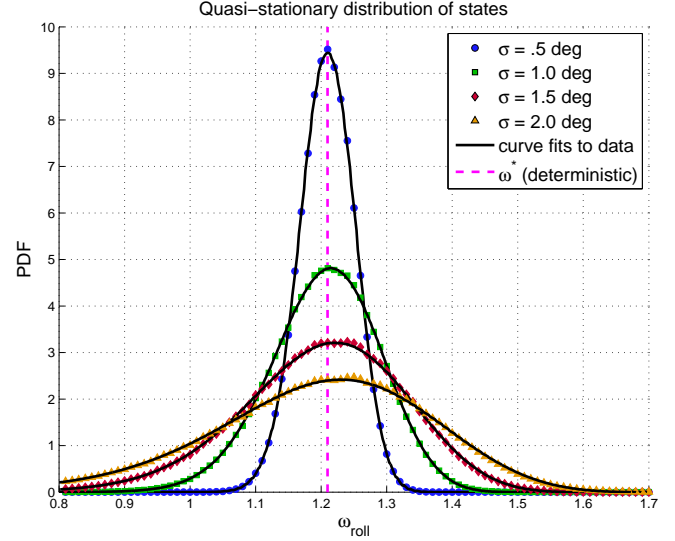 Quasi−stationary distribution of states
10
9
8
7
6
5
4
3
2
1
0
PDF
σ = .5 deg
σ = 1.0 deg
σ = 1.5 deg
σ = 2.0 deg
curve fits to data
ω* (deterministic)
0.8 0.9 1 1.1 1.2 1.3 1.4 1.5 1.6 1.7
ω_roll